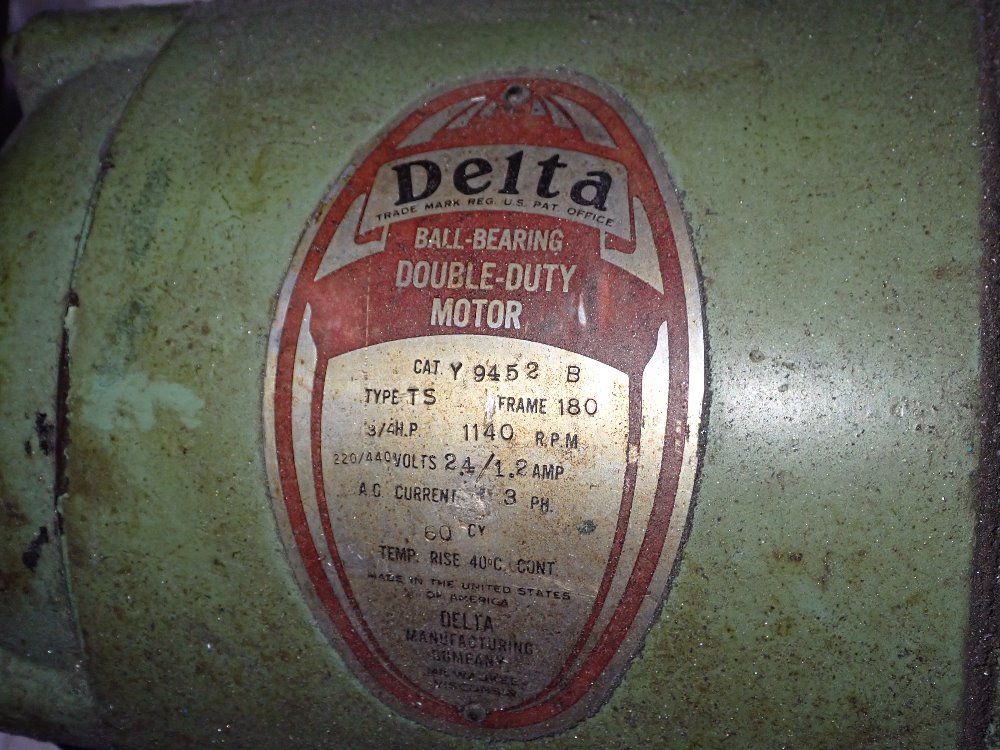 Delta
TRADE MARK REG. U.S. PAT. OFFICE
BALL-BEARING
DOUBLE-DUTY
MOTOR
CAT. Y 9452 B
TYPE TS FRAME 180
3/4 H.P. 1140 R.P.M.
220/440 VOLTS 2.4/1.2 AMP
A.C. CURRENT 3 PH.
60 CY
TEMP. RISE 40°C. CONT.
MADE IN THE UNITED STATES
OF AMERICA
DELTA
MANUFACTURING
COMPANY
MILWAUKEE
WISCONSIN